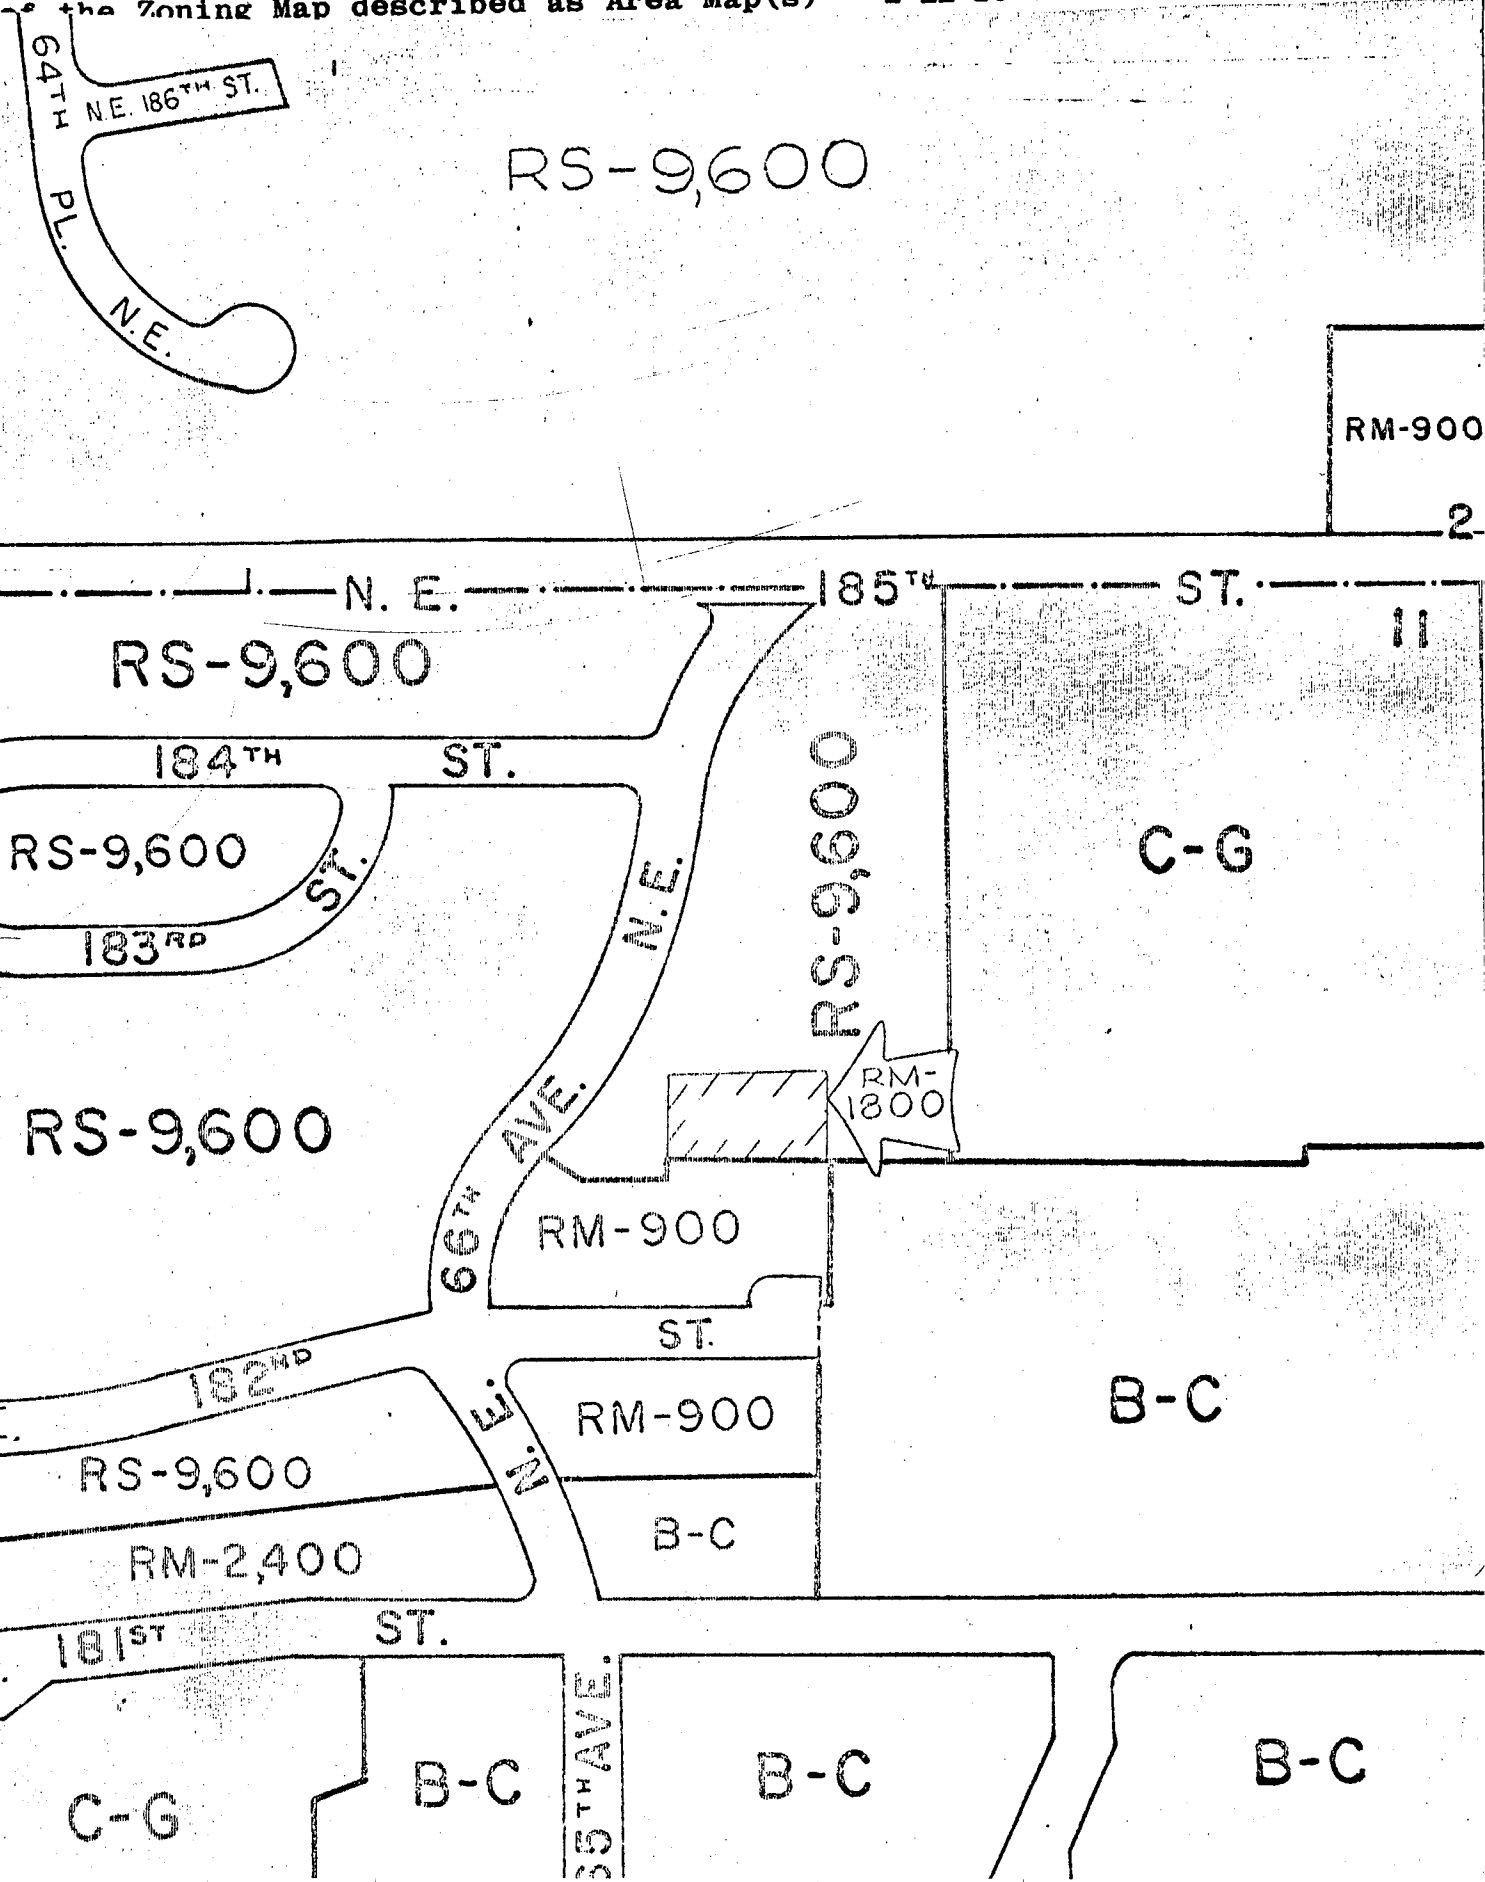 the Zoning Map described as Area Map(s)
64TH PL. N.E.
N.E. 186TH ST.
RS-9,600
RM-900
2
N. E. 185TH ST.
11
RS-9,600
184TH ST.
RS-9,600
183RD ST.
RS-9,600
C-G
RS-9,600
RM-
1800
66TH AVE. N.E.
RM-900
182ND ST.
RM-900
B-C
RS-9,600
N. E.
RM-2,400
B-C
181ST ST.
C-G
B-C
65TH AVE.
B-C
B-C